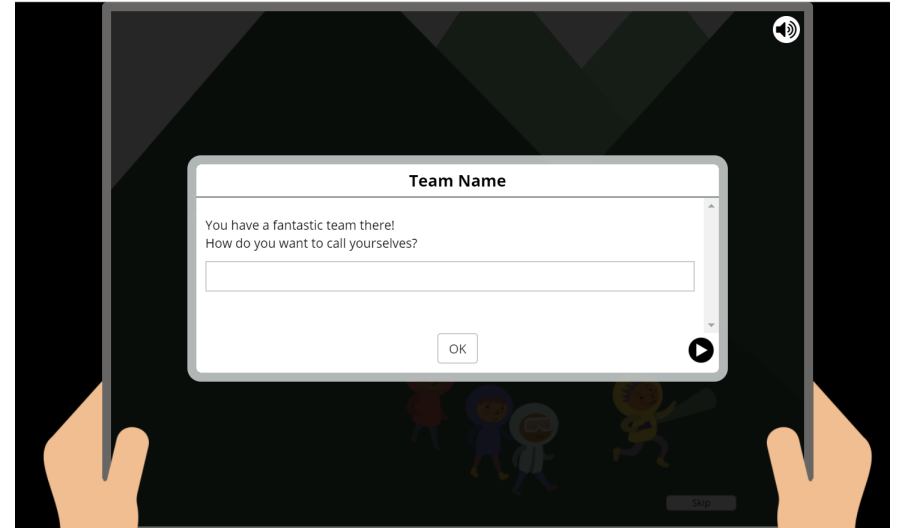 Team Name
You have a fantastic team there!
How do you want to call yourselves?
OK
Skip